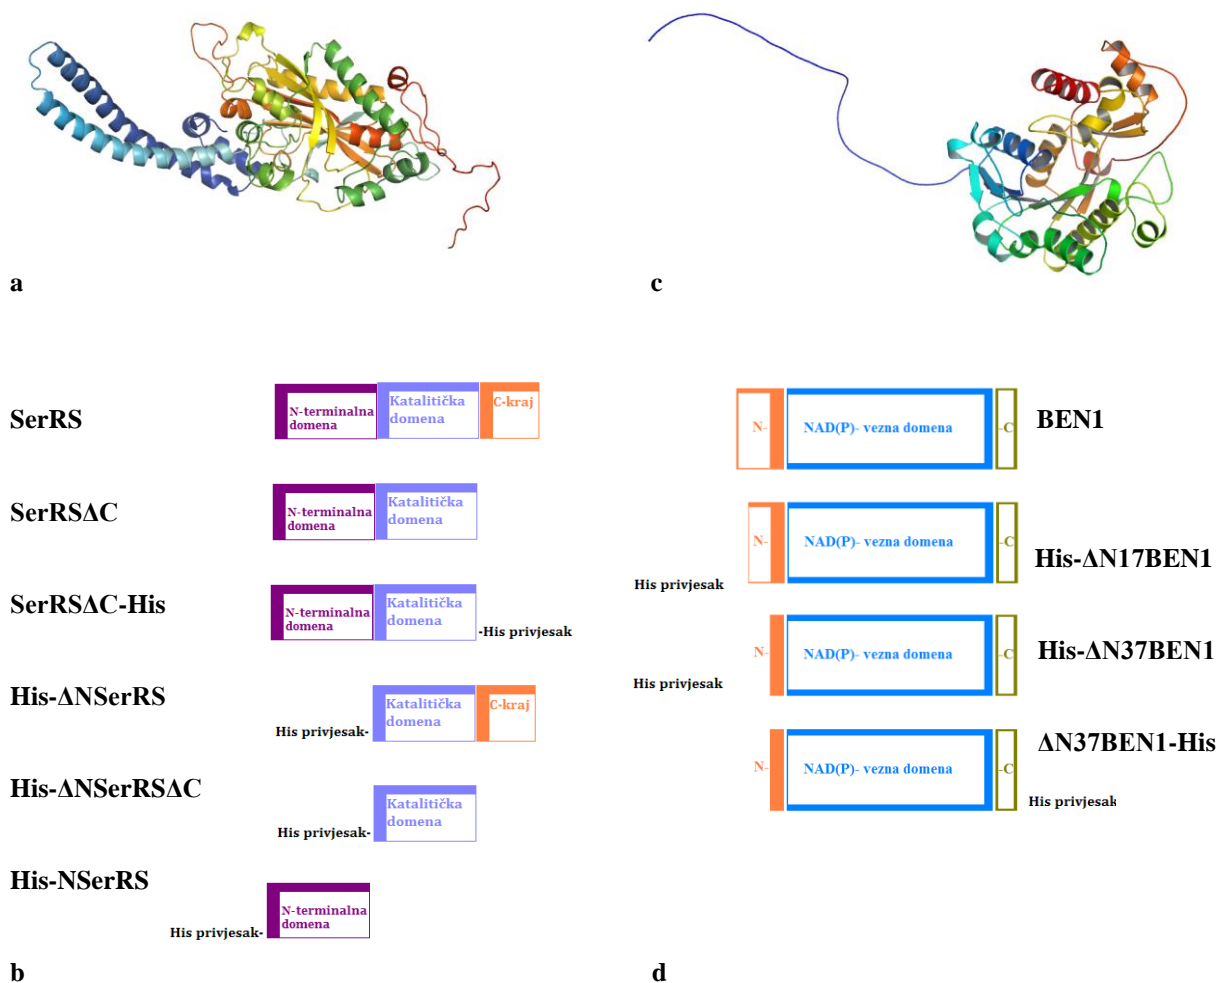 a
c
SerRS
N-terminalna
domena
Katalitička
domena
C-kraj
SerRSΔC
N-terminalna
domena
Katalitička
domena
SerRSΔC-His
N-terminalna
domena
Katalitička
domena
-His privjesak
His-ΔNSerRS
His privjesak-
Katalitička
domena
C-kraj
His-ΔNSerRSΔC
His privjesak-
Katalitička
domena
His-NSerRS
His privjesak-
N-terminalna
domena
b
N-
NAD(P)- vezna domena
-C
BEN1
N-
NAD(P)- vezna domena
-C
His-ΔN17BEN1
His privjesak
N-
NAD(P)- vezna domena
-C
His-ΔN37BEN1
His privjesak
N-
NAD(P)- vezna domena
-C
ΔN37BEN1-His
His privjesak
d